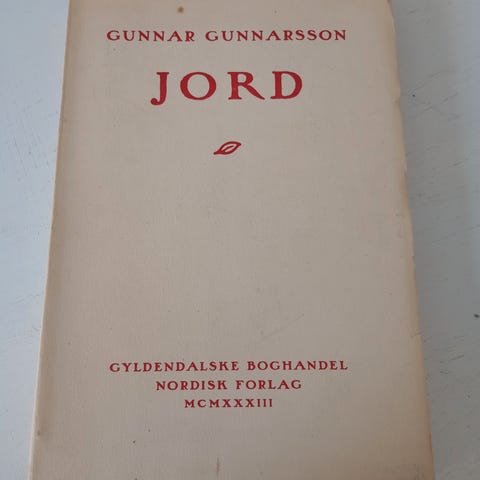 GUNNAR GUNNARSSON
JORD
GYLDENDALSKE BOGHANDEL
NORDISK FORLAG
MCMXXXIII